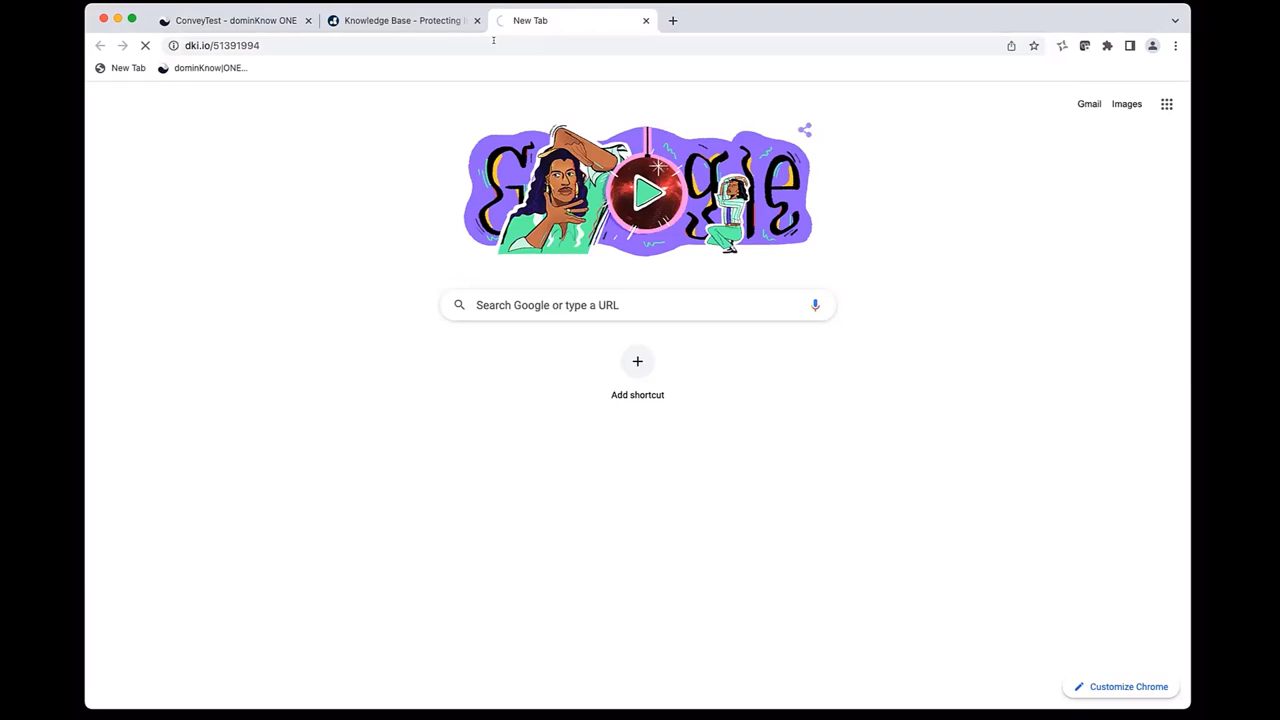 ConveyTest - dominKnow ONE
Knowledge Base - Protecting I
New Tab
dki.io/51391994
New Tab
dominKnow|ONE...
Gmail
Images
Google
Search Google or type a URL
Add shortcut
Customize Chrome